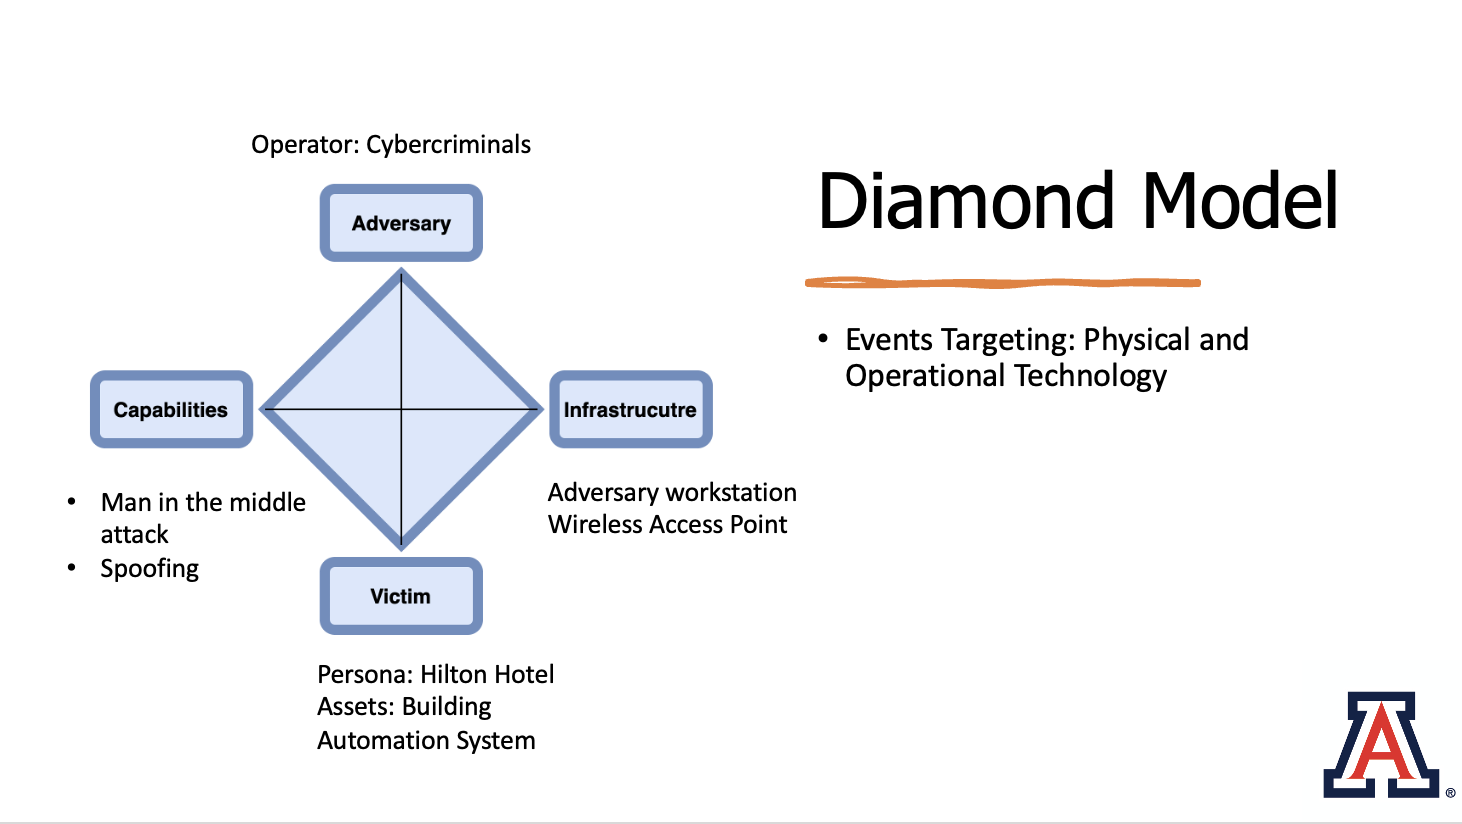 Operator: Cybercriminals
Adversary
Capabilities
Infrastrucutre
• Man in the middle
attack
• Spoofing
Adversary workstation
Wireless Access Point
Victim
Persona: Hilton Hotel
Assets: Building
Automation System
Diamond Model
• Events Targeting: Physical and
Operational Technology
A
®